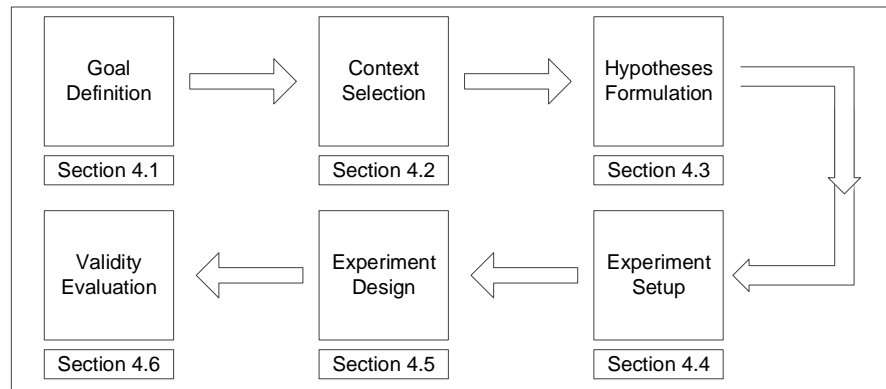 Goal
Definition
Section 4.1
Context
Selection
Section 4.2
Hypotheses
Formulation
Section 4.3
Experiment
Setup
Section 4.4
Experiment
Design
Section 4.5
Validity
Evaluation
Section 4.6